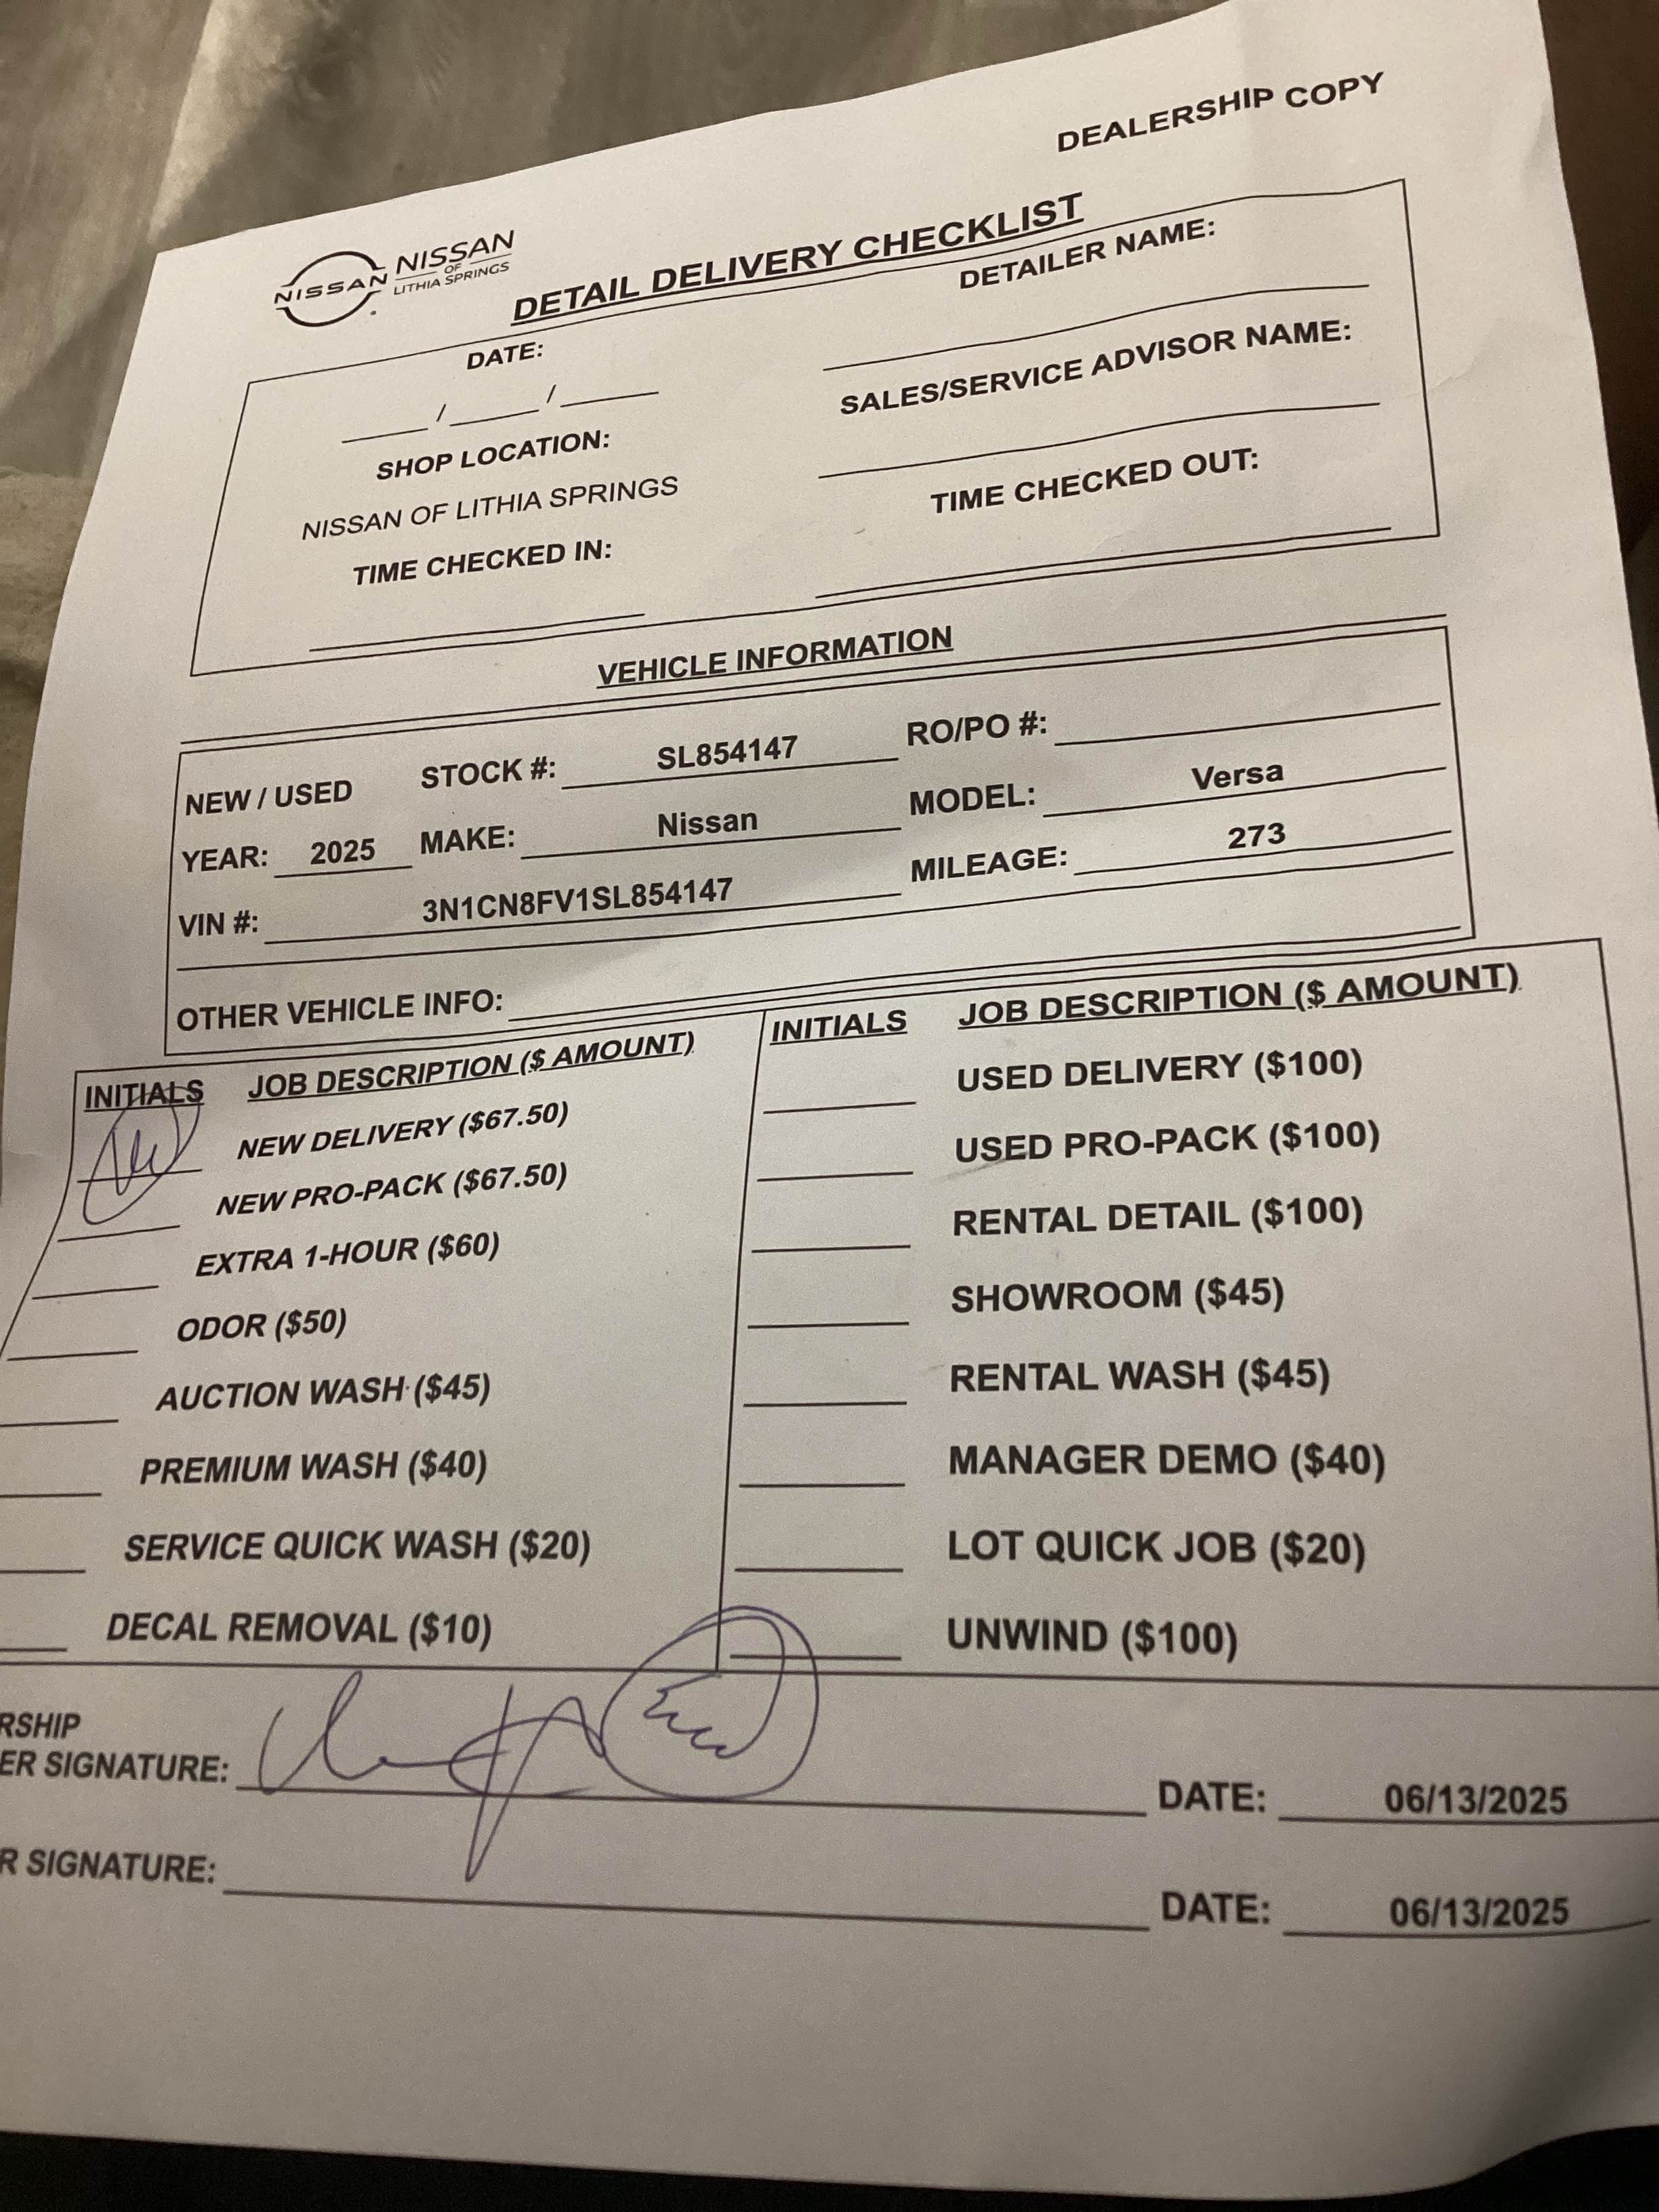 DEALERSHIP COPY
NISSAN NISSAN
OF
LITHIA SPRINGS
DETAIL DELIVERY CHECKLIST
DATE:
DETAILER NAME:
/ /
SHOP LOCATION:
SALES/SERVICE ADVISOR NAME:
NISSAN OF LITHIA SPRINGS
TIME CHECKED IN:
TIME CHECKED OUT:
VEHICLE INFORMATION
NEW / USED STOCK #: SL854147 RO/PO #:
YEAR: 2025 MAKE: Nissan MODEL: Versa
VIN #: 3N1CN8FV1SL854147 MILEAGE: 273
OTHER VEHICLE INFO:
INITIALS JOB DESCRIPTION ($ AMOUNT)
NEW DELIVERY ($67.50)
NEW PRO-PACK ($67.50)
EXTRA 1-HOUR ($60)
ODOR ($50)
AUCTION WASH ($45)
PREMIUM WASH ($40)
SERVICE QUICK WASH ($20)
DECAL REMOVAL ($10)
INITIALS JOB DESCRIPTION ($ AMOUNT)
USED DELIVERY ($100)
USED PRO-PACK ($100)
RENTAL DETAIL ($100)
SHOWROOM ($45)
RENTAL WASH ($45)
MANAGER DEMO ($40)
LOT QUICK JOB ($20)
UNWIND ($100)
RSHIP
ER SIGNATURE: DATE: 06/13/2025
R SIGNATURE: DATE: 06/13/2025